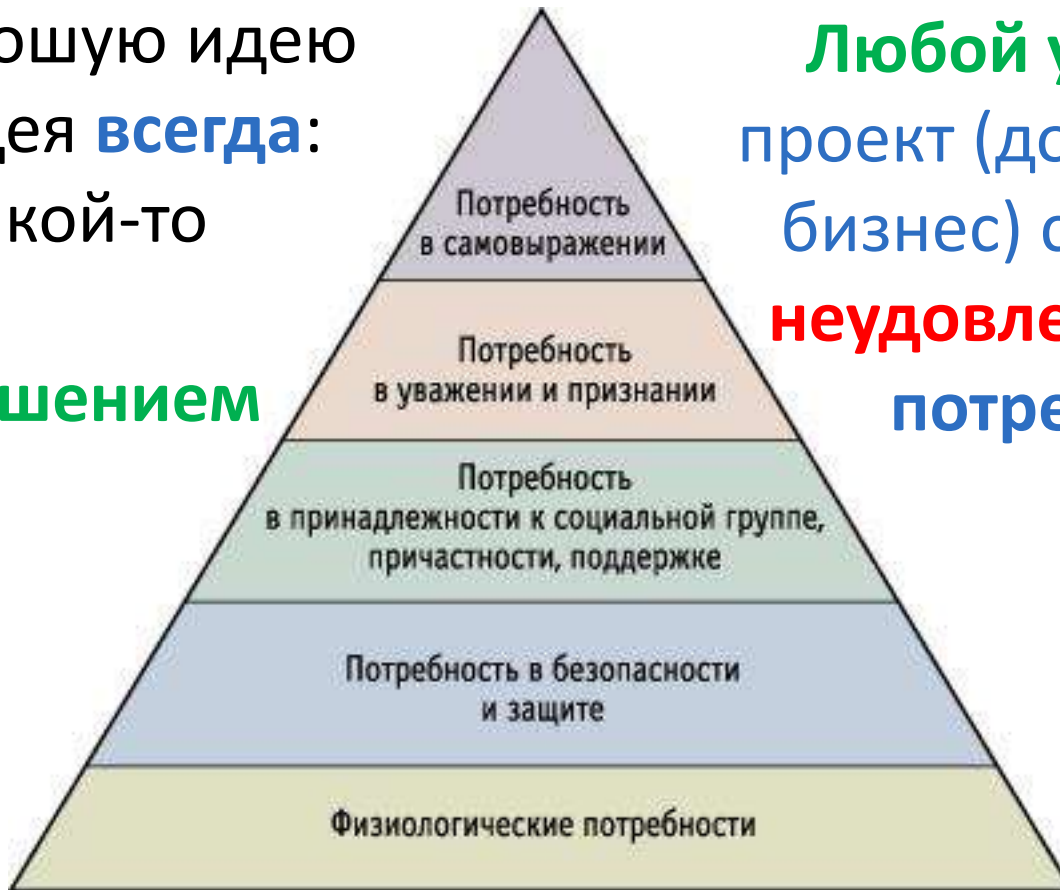 ошую идею
дея всегда:
кой-то
шением
Потребность
в самовыражении
Потребность
в уважении и признании
Потребность
в принадлежности к социальной группе,
причастности, поддержке
Потребность в безопасности
и защите
Физиологические потребности
Любой у
проект (до
бизнес) с
неудовле
потре